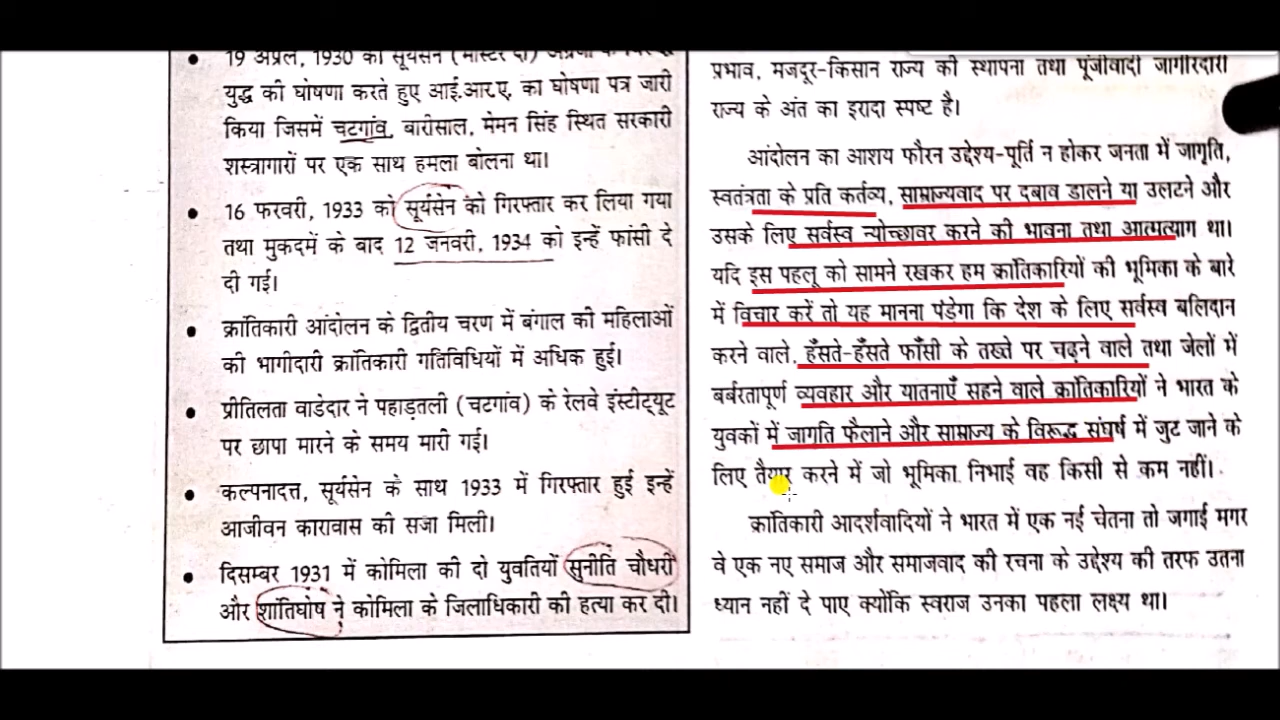 19 अप्रैल, 1930 को सूर्यसेन (मास्टर दा)
युद्ध की घोषणा करते हुए आई.आर.ए. का घोषणा पत्र जारी
किया जिसमें चटगांव, बारीसाल, मेमन सिंह स्थित सरकारी
शस्त्रागारों पर एक साथ हमला बोलना था।
16 फरवरी, 1933 को सूर्यसेन को गिरफ्तार कर लिया गया
तथा मुकदमें के बाद 12 जनवरी, 1934 को इन्हें फांसी दे
दी गई।
क्रांतिकारी आंदोलन के द्वितीय चरण में बंगाल की महिलाओं
की भागीदारी क्रांतिकारी गतिविधियों में अधिक हुई।
प्रीतिलता वाडेदार ने पहाड़तली (चटगांव) के रेलवे इंस्टीट्यूट
पर छापा मारने के समय मारी गई।
कल्पनादत्त, सूर्यसेन के साथ 1933 में गिरफ्तार हुई इन्हें
आजीवन कारावास की सजा मिली।
दिसम्बर 1931 में कोमिला की दो युवतियों सुनीति चौधरी
और शांतिघोष ने कोमिला के जिलाधिकारी की हत्या कर दी।
प्रभाव, मजदूर-किसान राज्य की स्थापना तथा पूंजीवादी जागीरदारी
राज्य के अंत का इरादा स्पष्ट है।
आंदोलन का आशय फौरन उद्देश्य-पूर्ति न होकर जनता में जागृति,
स्वतंत्रता के प्रति कर्तव्य, साम्राज्यवाद पर दबाव डालने या उलटने और
उसके लिए सर्वस्व न्योच्छावर करने की भावना तथा आत्मत्याग था।
यदि इस पहलू को सामने रखकर हम क्रांतिकारियों की भूमिका के बारे
में विचार करें तो यह मानना पंड़ेगा कि देश के लिए सर्वस्व बलिदान
करने वाले, हँसते-हँसते फाँसी के तख्ते पर चढ़ने वाले तथा जेलों में
बर्बरतापूर्ण व्यवहार और यातनाएँ सहने वाले क्रांतिकारियों ने भारत के
युवकों में जागृति फैलाने और साम्राज्य के विरूद्ध संघर्ष में जुट जाने के
लिए तैयार करने में जो भूमिका निभाई वह किसी से कम नहीं।
क्रांतिकारी आदर्शवादियों ने भारत में एक नई चेतना तो जगाई मगर
वे एक नए समाज और समाजवाद की रचना के उद्देश्य की तरफ उतना
ध्यान नहीं दे पाए क्योंकि स्वराज उनका पहला लक्ष्य था।